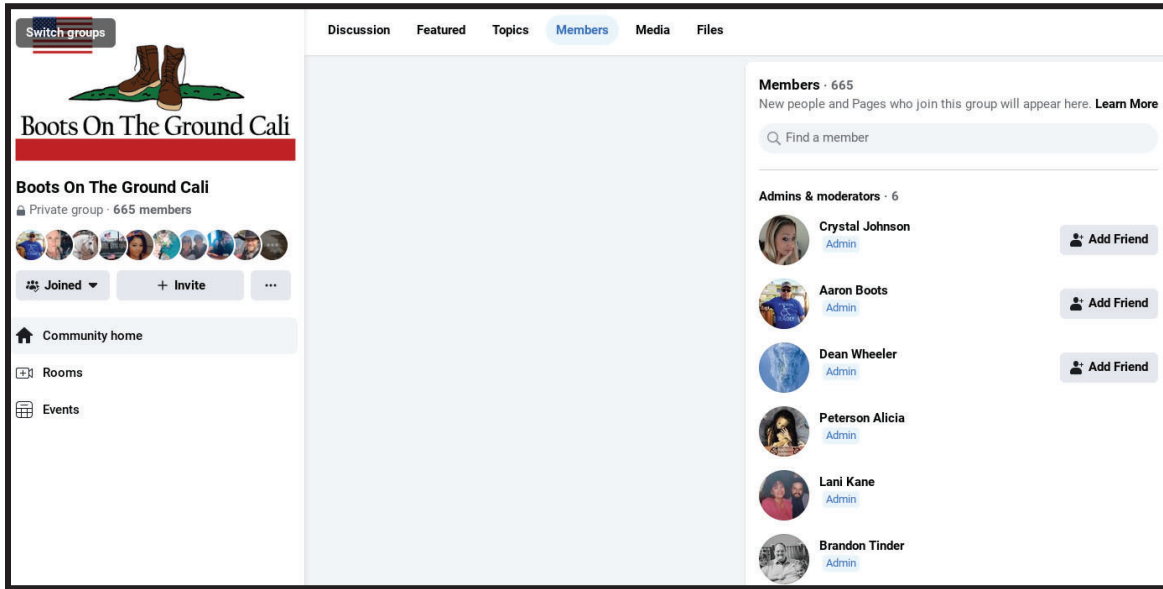 Switch groups
Boots On The Ground Cali
Boots On The Ground Cali
Private group · 665 members
Joined
+ Invite
...
Community home
Rooms
Events
Discussion Featured Topics Members Media Files
Members · 665
New people and Pages who join this group will appear here. Learn More
Find a member
Admins & moderators · 6
Crystal Johnson
Admin
Add Friend
Aaron Boots
Admin
Add Friend
Dean Wheeler
Admin
Add Friend
Peterson Alicia
Admin
Lani Kane
Admin
Brandon Tinder
Admin